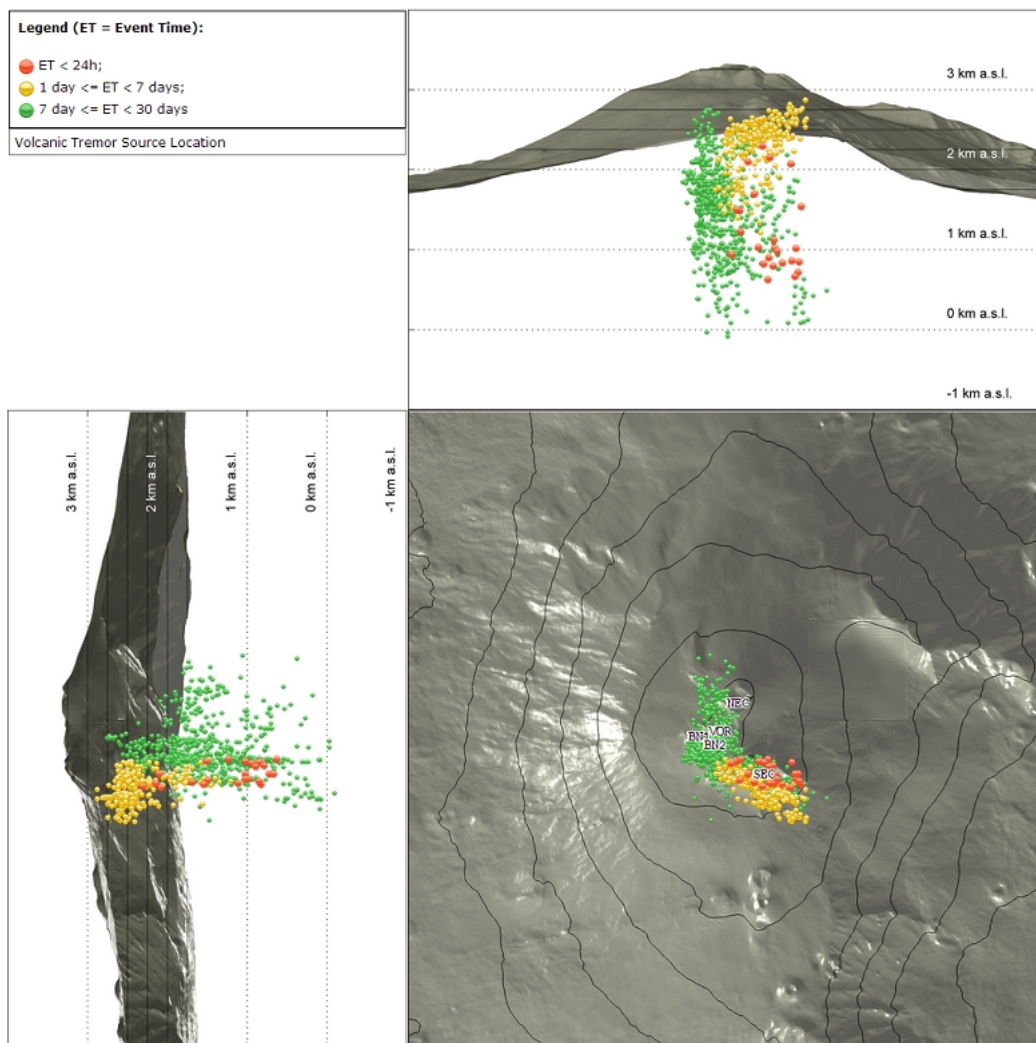 Legend (ET = Event Time):
ET < 24h;
1 day <= ET < 7 days;
7 day <= ET < 30 days
Volcanic Tremor Source Location
3 km a.s.l.
2 km a.s.l.
1 km a.s.l.
0 km a.s.l.
-1 km a.s.l.
3 km a.s.l.
2 km a.s.l.
1 km a.s.l.
0 km a.s.l.
-1 km a.s.l.
NEC
BN1 VOR
BN2
SEC